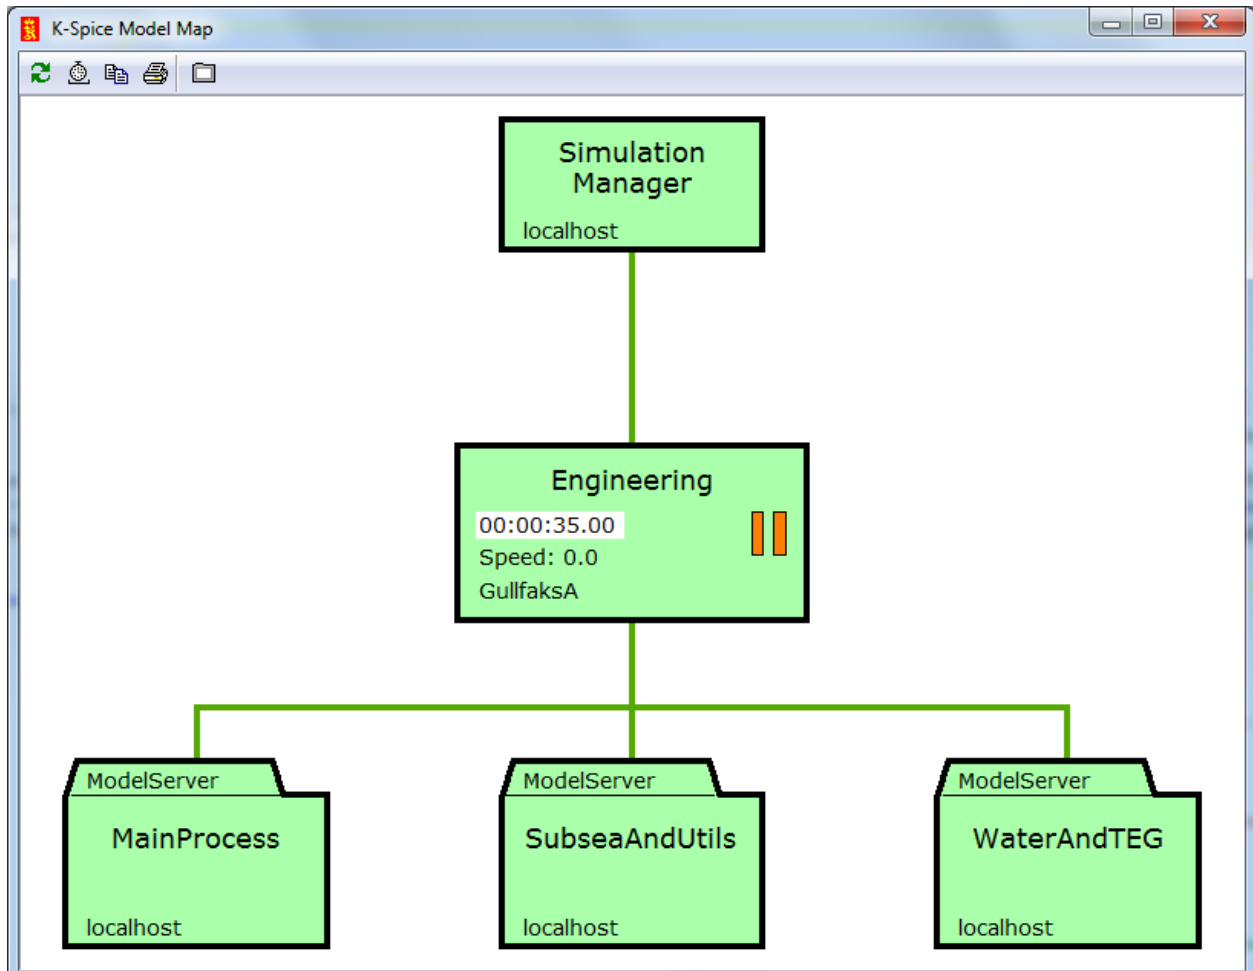 K-Spice Model Map
Simulation
Manager
localhost
Engineering
00:00:35.00
Speed: 0.0
GullfaksA
ModelServer
MainProcess
localhost
ModelServer
SubseaAndUtils
localhost
ModelServer
WaterAndTEG
localhost